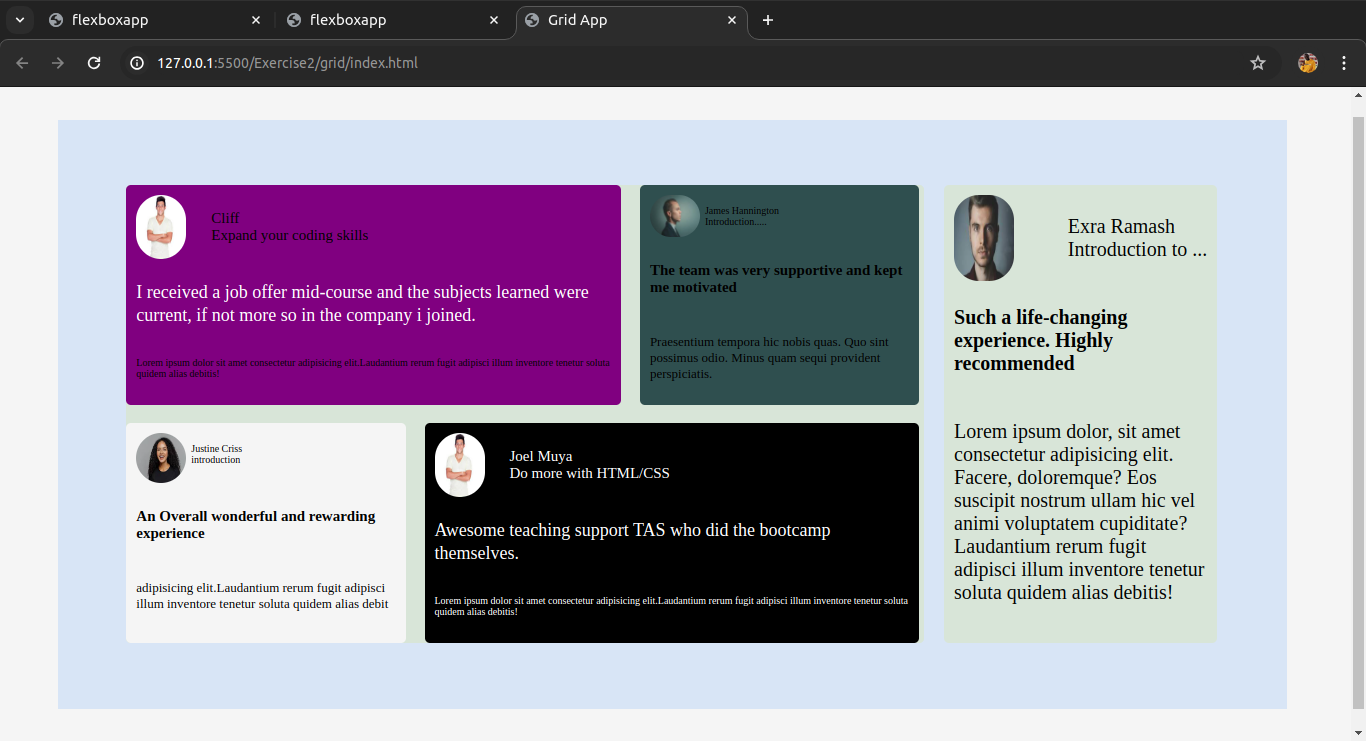 flexboxapp
flexboxapp
Grid App
127.0.0.1:5500/Exercise2/grid/index.html
Cliff
Expand your coding skills
I received a job offer mid-course and the subjects learned were
current, if not more so in the company i joined.
Lorem ipsum dolor sit amet consectetur adipisicing elit.Laudantium rerum fugit adipisci illum inventore tenetur soluta
quidem alias debitis!
James Hannington
Introduction.....
The team was very supportive and kept
me motivated
Praesentium tempora hic nobis quas. Quo sint
possimus odio. Minus quam sequi provident
perspiciatis.
Exra Ramash
Introduction to ...
Such a life-changing
experience. Highly
recommended
Lorem ipsum dolor, sit amet
consectetur adipisicing elit.
Facere, doloremque? Eos
suscipit nostrum ullam hic vel
animi voluptatem cupiditate?
Laudantium rerum fugit
adipisci illum inventore tenetur
soluta quidem alias debitis!
Justine Criss
introduction
An Overall wonderful and rewarding
experience
adipisicing elit.Laudantium rerum fugit adipisci
illum inventore tenetur soluta quidem alias debit
Joel Muya
Do more with HTML/CSS
Awesome teaching support TAS who did the bootcamp
themselves.
Lorem ipsum dolor sit amet consectetur adipisicing elit.Laudantium rerum fugit adipisci illum inventore tenetur soluta
quidem alias debitis!